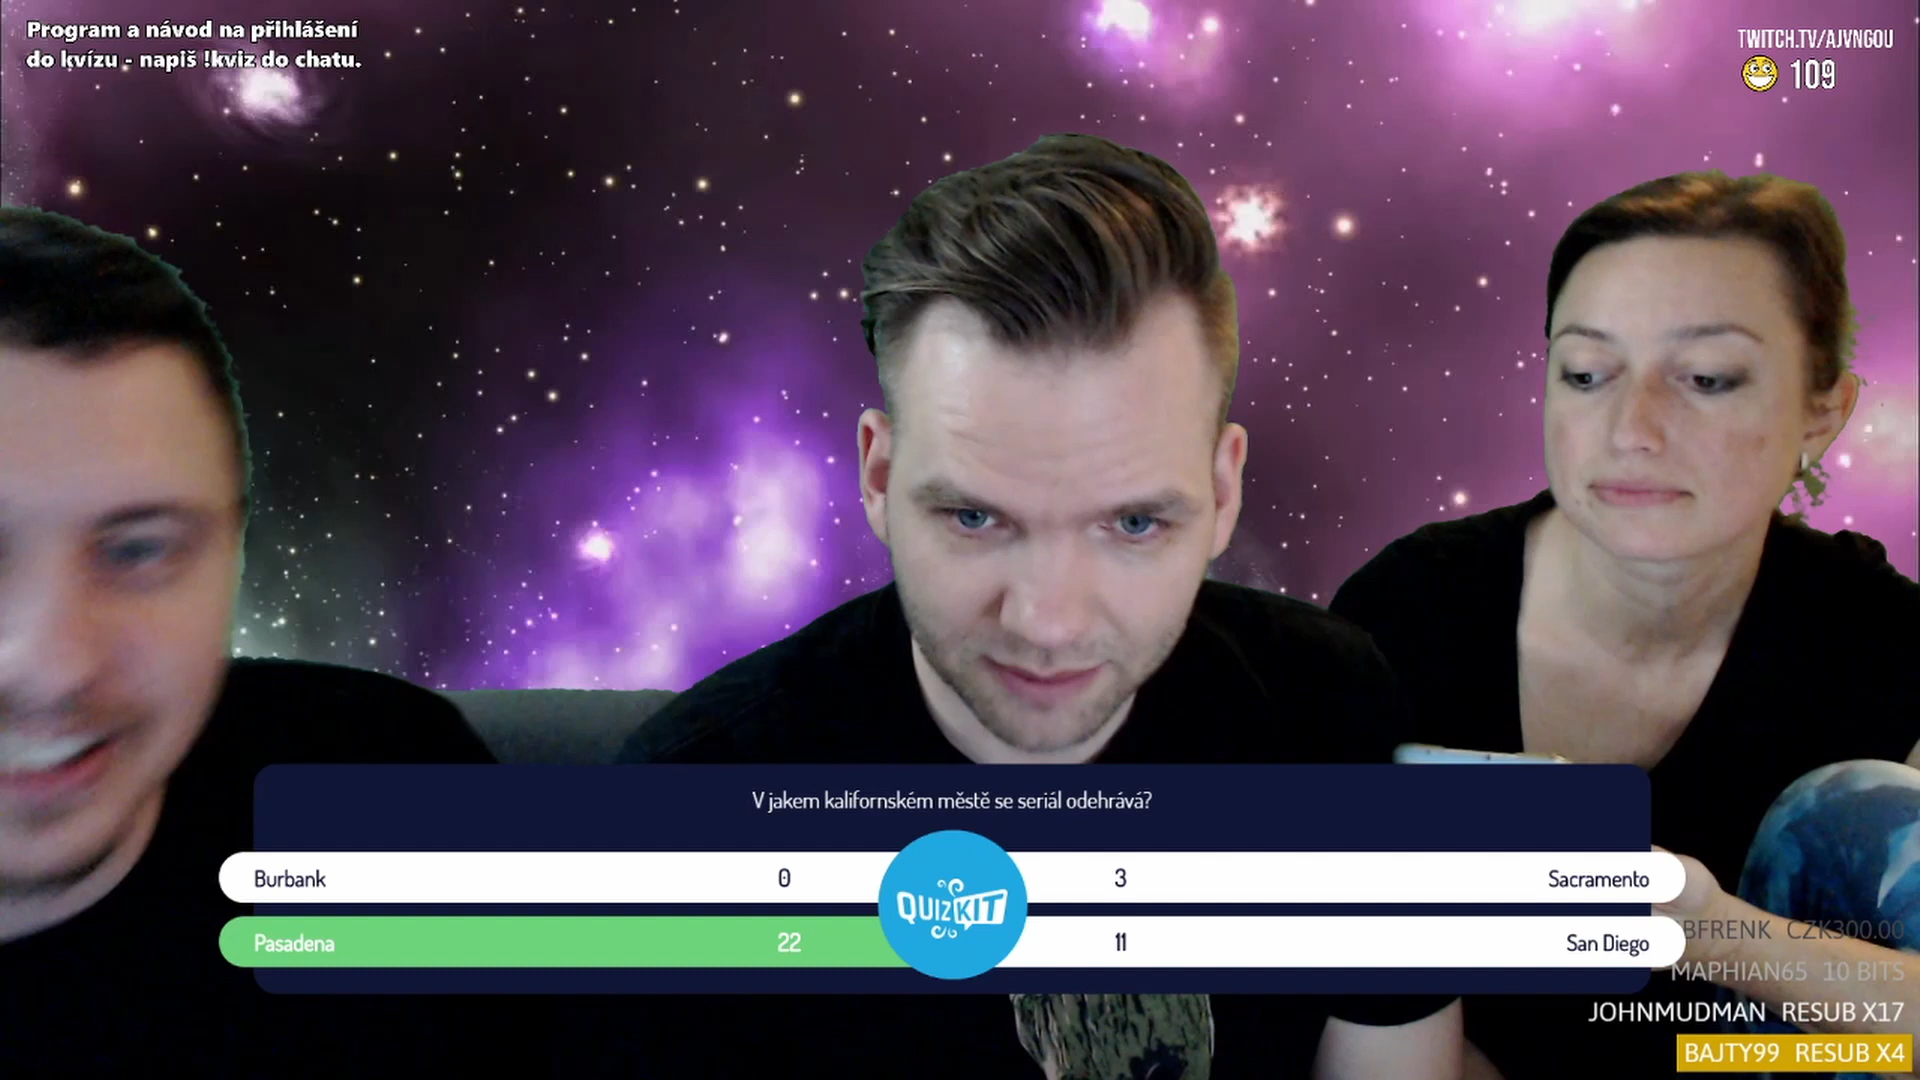 Program a návod na přihlášení
do kvízu - napiš !kviz do chatu.
TWITCH.TV/AJVNGOU
109
V jakem kalifornském městě se seriál odehrává?
Burbank 0
3 Sacramento
QUIZKIT
Pasadena 22
11 San Diego
BFRENK CZK300.00
MAPHIAN65 10 BITS
JOHNMUDMAN RESUB X17
BAJTY99 RESUB X4